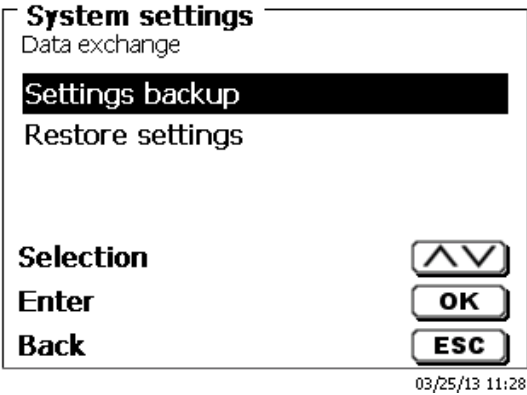 System settings
Data exchange
Settings backup
Restore settings
Selection
Enter OK
Back ESC
03/25/13 11:28